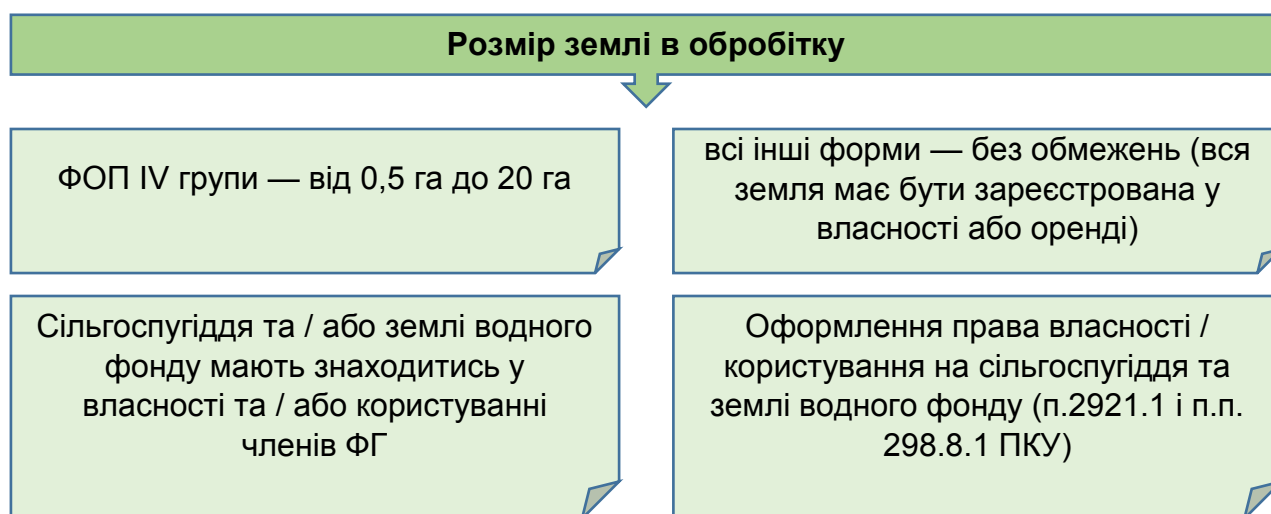 Розмір землі в обробітку
ФОП IV групи — від 0,5 га до 20 га
всі інші форми — без обмежень (вся
земля має бути зареєстрована у
власності або оренді)
Сільгоспугіддя та / або землі водного
фонду мають знаходитись у
власності та / або користуванні
членів ФГ
Оформлення права власності /
користування на сільгоспугіддя та
землі водного фонду (п.2921.1 і п.п.
298.8.1 ПКУ)